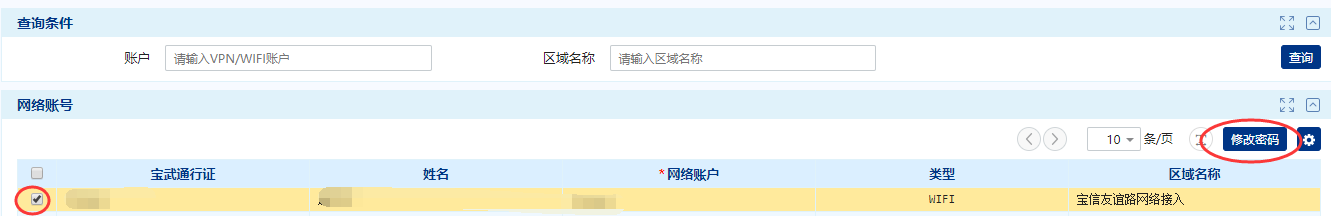 查询条件
账户 请输入VPN/WIFI账户 区域名称 请输入区域名称 查询
网络账号
10 条/页 修改密码
宝武通行证 姓名 *网络账户 类型 区域名称
WIFI 宝信友谊路网络接入